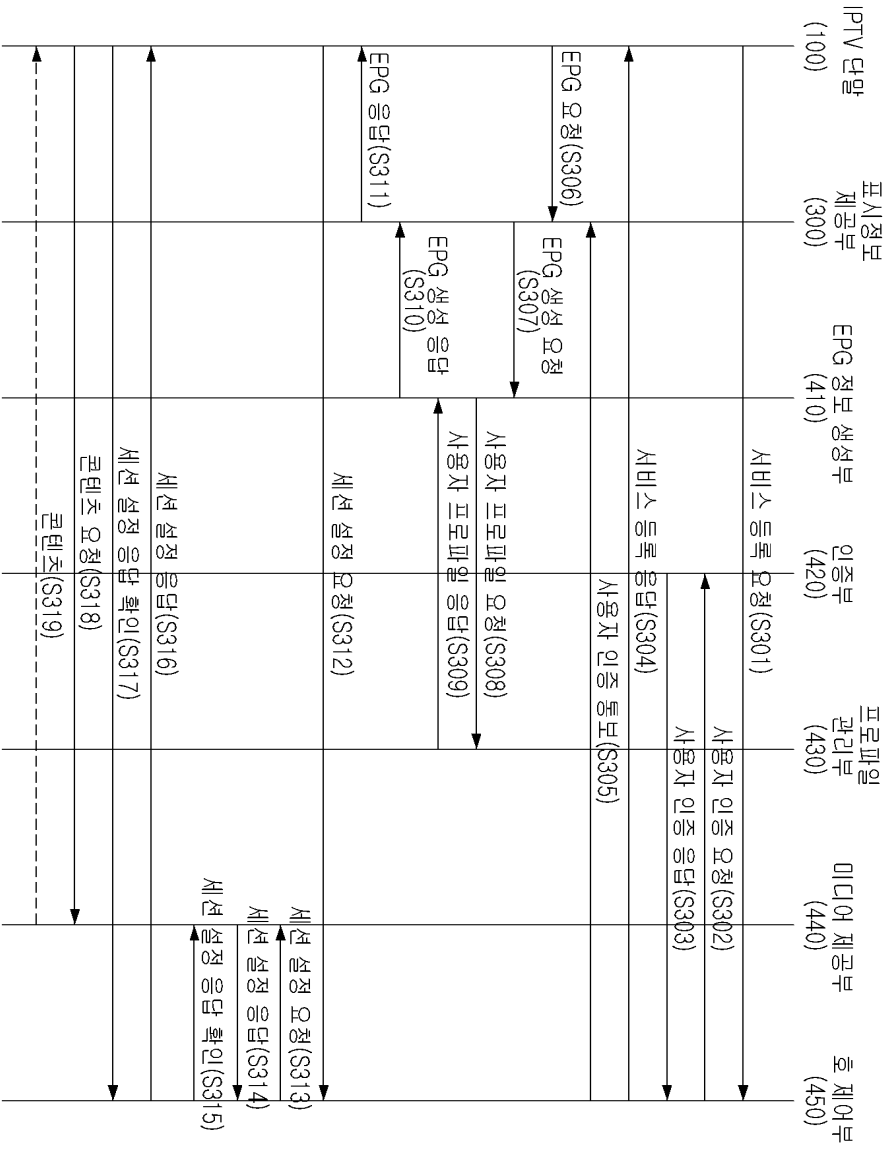 IPTV 단말
(100)
표시정보
제공부
(300)
EPG 정보 생성부
(410)
인증부
(420)
프로파일
관리부
(430)
미디어 제공부
(440)
호 제어부
(450)
서비스 등록 요청(S301)
사용자 인증 요청(S302)
사용자 인증 응답(S303)
서비스 등록 응답(S304)
사용자 인증 통보(S305)
EPG 요청(S306)
EPG 생성 요청
(S307)
사용자 프로파일 요청(S308)
사용자 프로파일 응답(S309)
EPG 생성 응답
(S310)
EPG 응답(S311)
세션 설정 요청(S312)
세션 설정 요청(S313)
세션 설정 응답(S314)
세션 설정 응답 확인(S315)
세션 설정 응답(S316)
세션 설정 응답 확인(S317)
콘텐츠 요청(S318)
콘텐츠(S319)